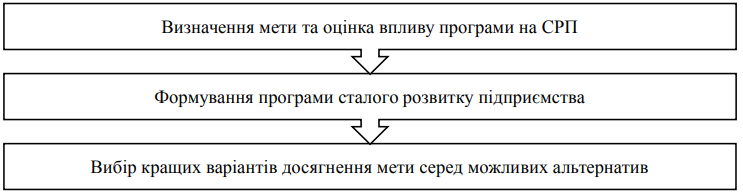 Визначення мети та оцінка впливу програми на СРП
Формування програми сталого розвитку підприємства
Вибір кращих варіантів досягнення мети серед можливих альтернатив